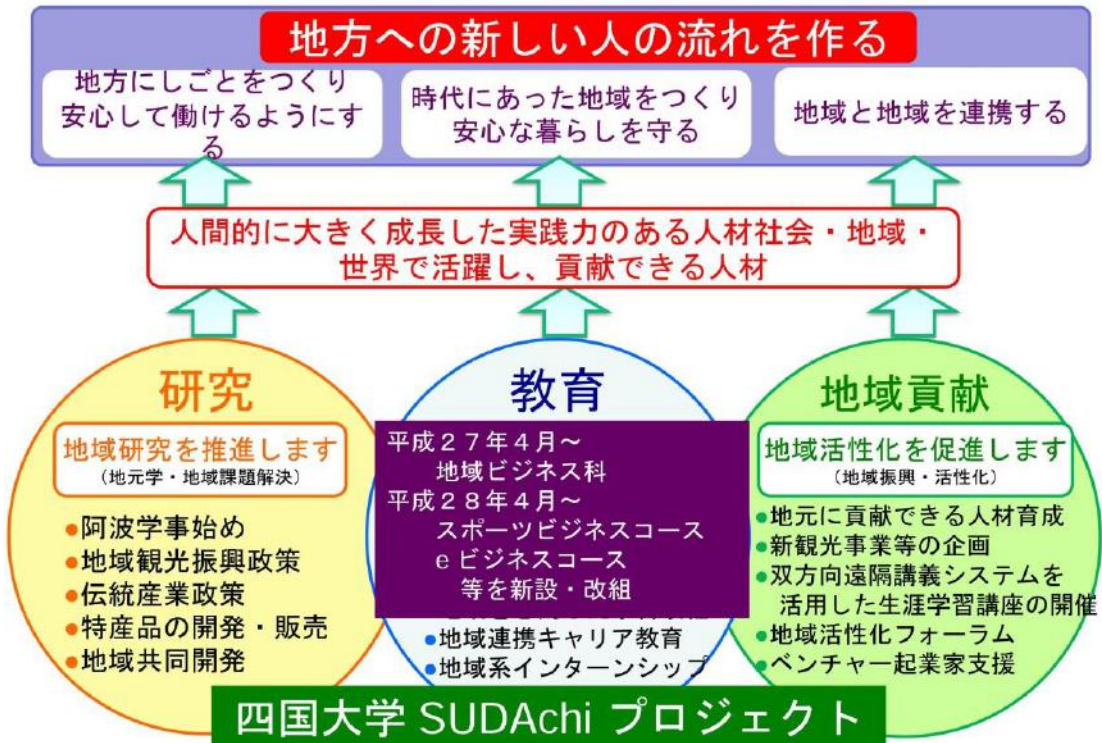 地方への新しい人の流れを作る
地方にしごとをつくり
安心して働けるようにす
る
時代にあった地域をつくり
安心な暮らしを守る
地域と地域を連携する
人間的に大きく成長した実践力のある人材社会・地域・
世界で活躍し、貢献できる人材
研究
地域研究を推進します
(地元学・地域課題解決)
●阿波学事始め
●地域観光振興政策
●伝統産業政策
●特産品の開発・販売
●地域共同開発
教育
平成27年4月～
地域ビジネス科
平成28年4月～
スポーツビジネスコース
eビジネスコース
等を新設・改組
●地域連携キャリア教育
●地域系インターンシップ
地域貢献
地域活性化を促進します
(地域振興・活性化)
●地元に貢献できる人材育成
●新観光事業等の企画
●双方向遠隔講義システムを
活用した生涯学習講座の開催
●地域活性化フォーラム
●ベンチャー起業家支援
四国大学 SUDAchi プロジェクト